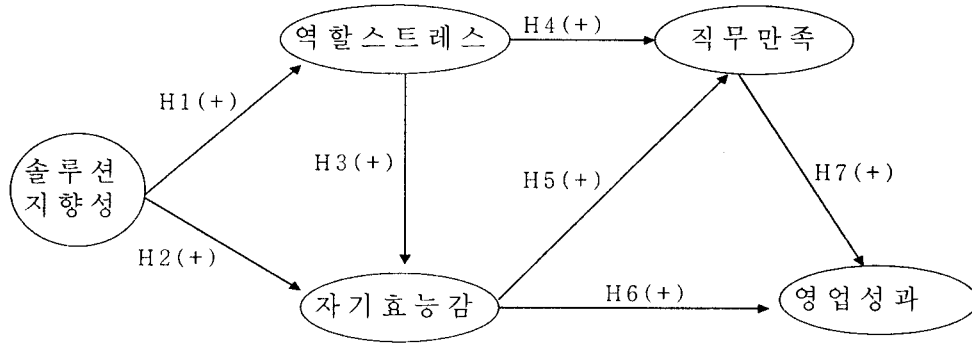 역할스트레스
H4(+)
직무만족
H1(+)
솔루션
지향성
H3(+)
H5(+)
H7(+)
H2(+)
자기효능감
H6(+)
영업성과